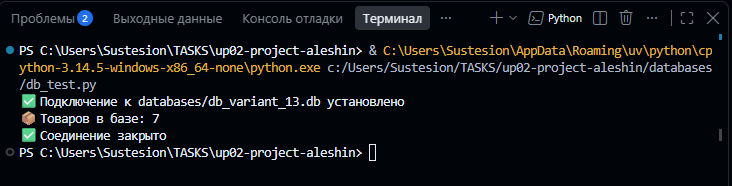 Проблемы 2 Выходные данные Консоль отладки Терминал ··· Python ···
PS C:\Users\Sustesion\TASKS\up02-project-aleshin> & C:\Users\Sustesion\AppData\Roaming\uv\python\cp
ython-3.14.5-windows-x86_64-none\python.exe c:/Users/Sustesion/TASKS/up02-project-aleshin/databases
/db_test.py
✅ Подключение к databases/db_variant_13.db установлено
📦 Товаров в базе: 7
✅ Соединение закрыто
PS C:\Users\Sustesion\TASKS\up02-project-aleshin>